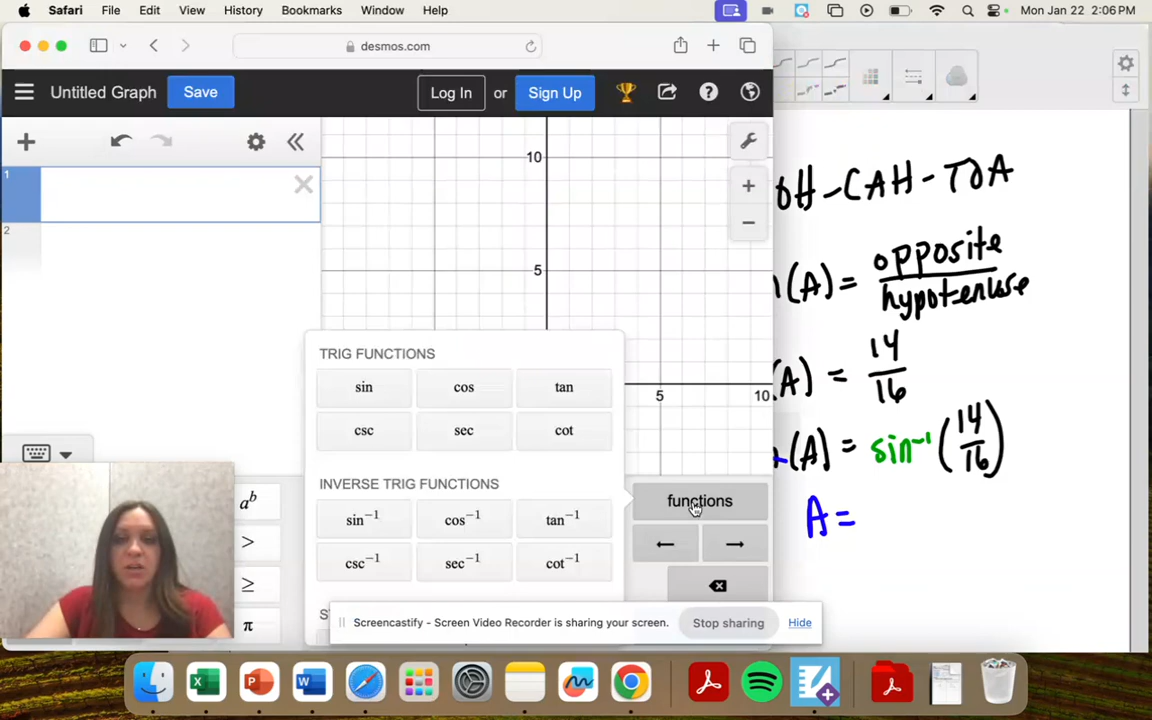 Safari File Edit View History Bookmarks Window Help Mon Jan 22 2:06 PM
desmos.com
Untitled Graph Save Log In or Sign Up
1
2
10
5
5 10
TRIG FUNCTIONS
sin cos tan
csc sec cot
INVERSE TRIG FUNCTIONS
sin⁻¹ cos⁻¹ tan⁻¹
csc⁻¹ sec⁻¹ cot⁻¹
aᵇ
>
≥
π
functions
← →
Screencastify - Screen Video Recorder is sharing your screen. Stop sharing Hide
OH-CAH-TOA
(A) = opposite
hypotenuse
(A) = 14
16
(A) = sin⁻¹ (14
16)
A =